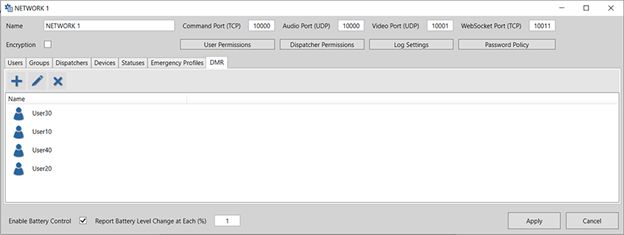 NETWORK 1
Name NETWORK 1 Command Port (TCP) 10000 Audio Port (UDP) 10000 Video Port (UDP) 10001 WebSocket Port (TCP) 10011
Encryption User Permissions Dispatcher Permissions Log Settings Password Policy
Users Groups Dispatchers Devices Statuses Emergency Profiles DMR
Name
User30
User10
User40
User20
Enable Battery Control Report Battery Level Change at Each (%) 1 Apply Cancel